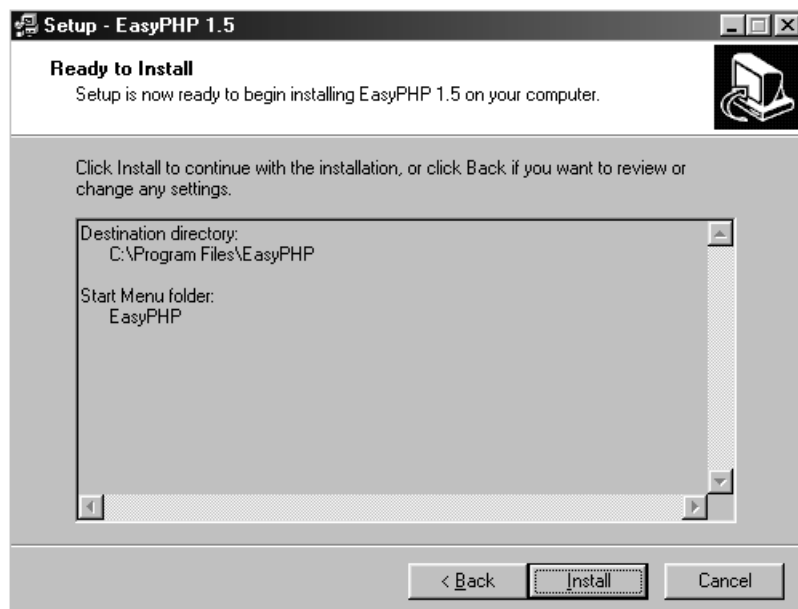 Setup - EasyPHP 1.5
Ready to Install
Setup is now ready to begin installing EasyPHP 1.5 on your computer.
Click Install to continue with the installation, or click Back if you want to review or
change any settings.
Destination directory:
C:\Program Files\EasyPHP
Start Menu folder:
EasyPHP
< Back
Install
Cancel